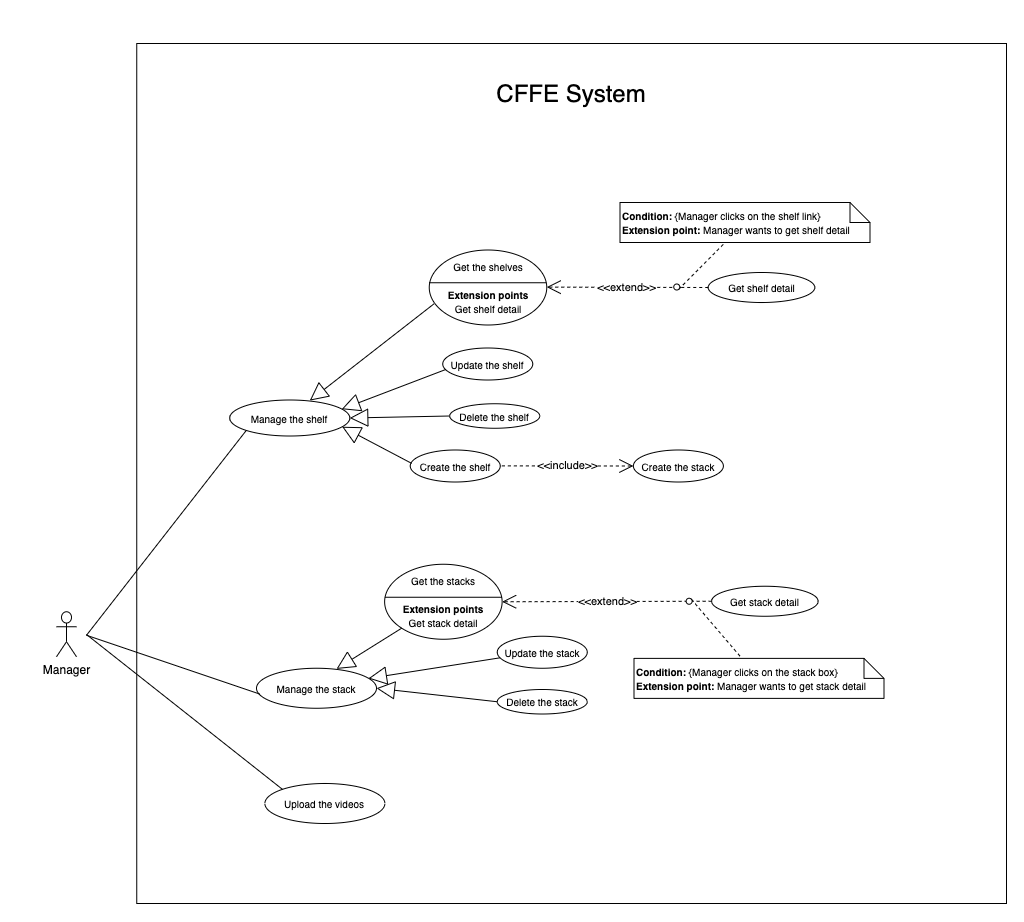 CFFE System
Condition: {Manager clicks on the shelf link}
Extension point: Manager wants to get shelf detail
Get the shelves
Extension points
Get shelf detail
<<extend>>
Get shelf detail
Update the shelf
Manage the shelf
Delete the shelf
Create the shelf
<<include>>
Create the stack
Get the stacks
Extension points
Get stack detail
<<extend>>
Get stack detail
Manager
Update the stack
Condition: {Manager clicks on the stack box}
Extension point: Manager wants to get stack detail
Manage the stack
Delete the stack
Upload the videos